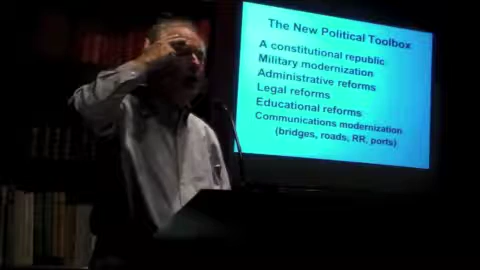 The New Political Toolbox
A constitutional republic
Military modernization
Administrative reforms
Legal reforms
Educational reforms
Communications modernization
(bridges, roads, RR, ports)